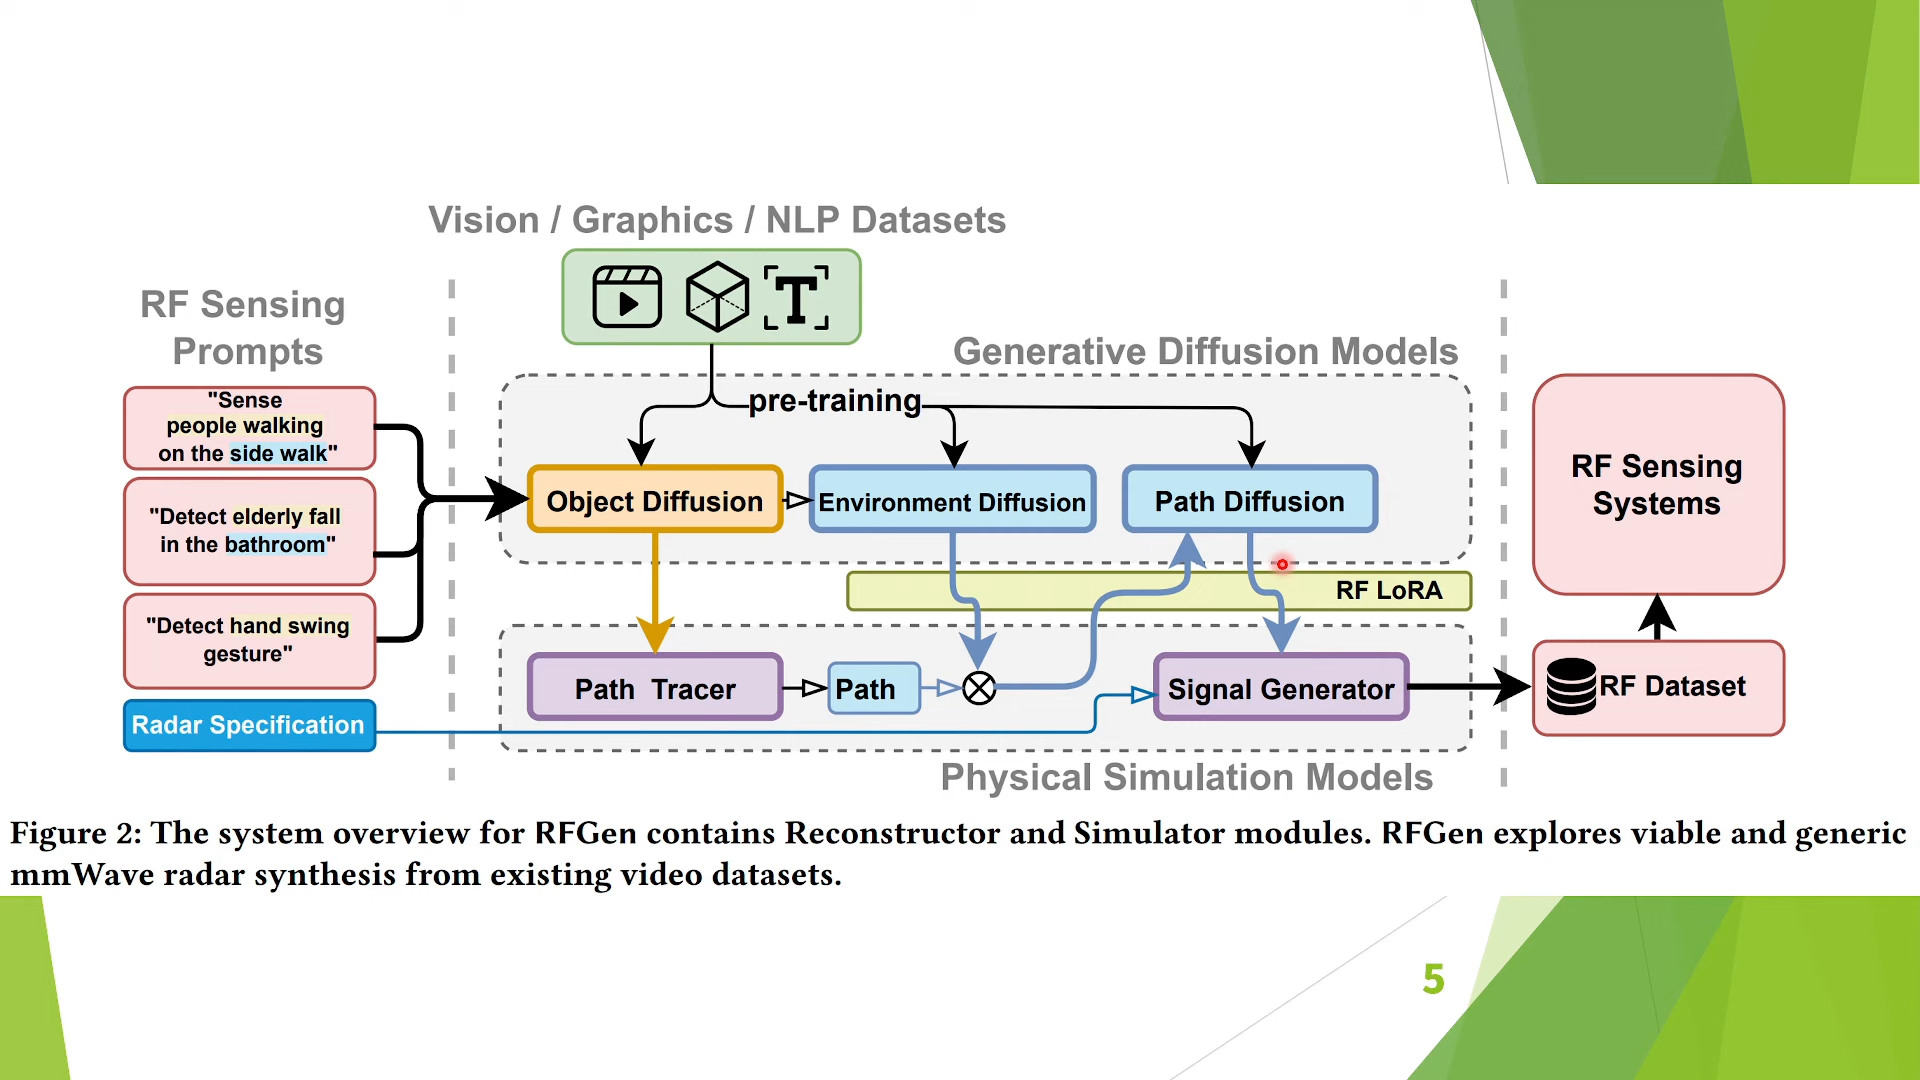 Vision / Graphics / NLP Datasets
RF Sensing
Prompts
"Sense
people walking
on the side walk"
"Detect elderly fall
in the bathroom"
"Detect hand swing
gesture"
Radar Specification
Generative Diffusion Models
pre-training
Object Diffusion
Environment Diffusion
Path Diffusion
RF LoRA
Path Tracer
Path
Signal Generator
Physical Simulation Models
RF Sensing
Systems
RF Dataset
Figure 2: The system overview for RFGen contains Reconstructor and Simulator modules. RFGen explores viable and generic
mmWave radar synthesis from existing video datasets.
5